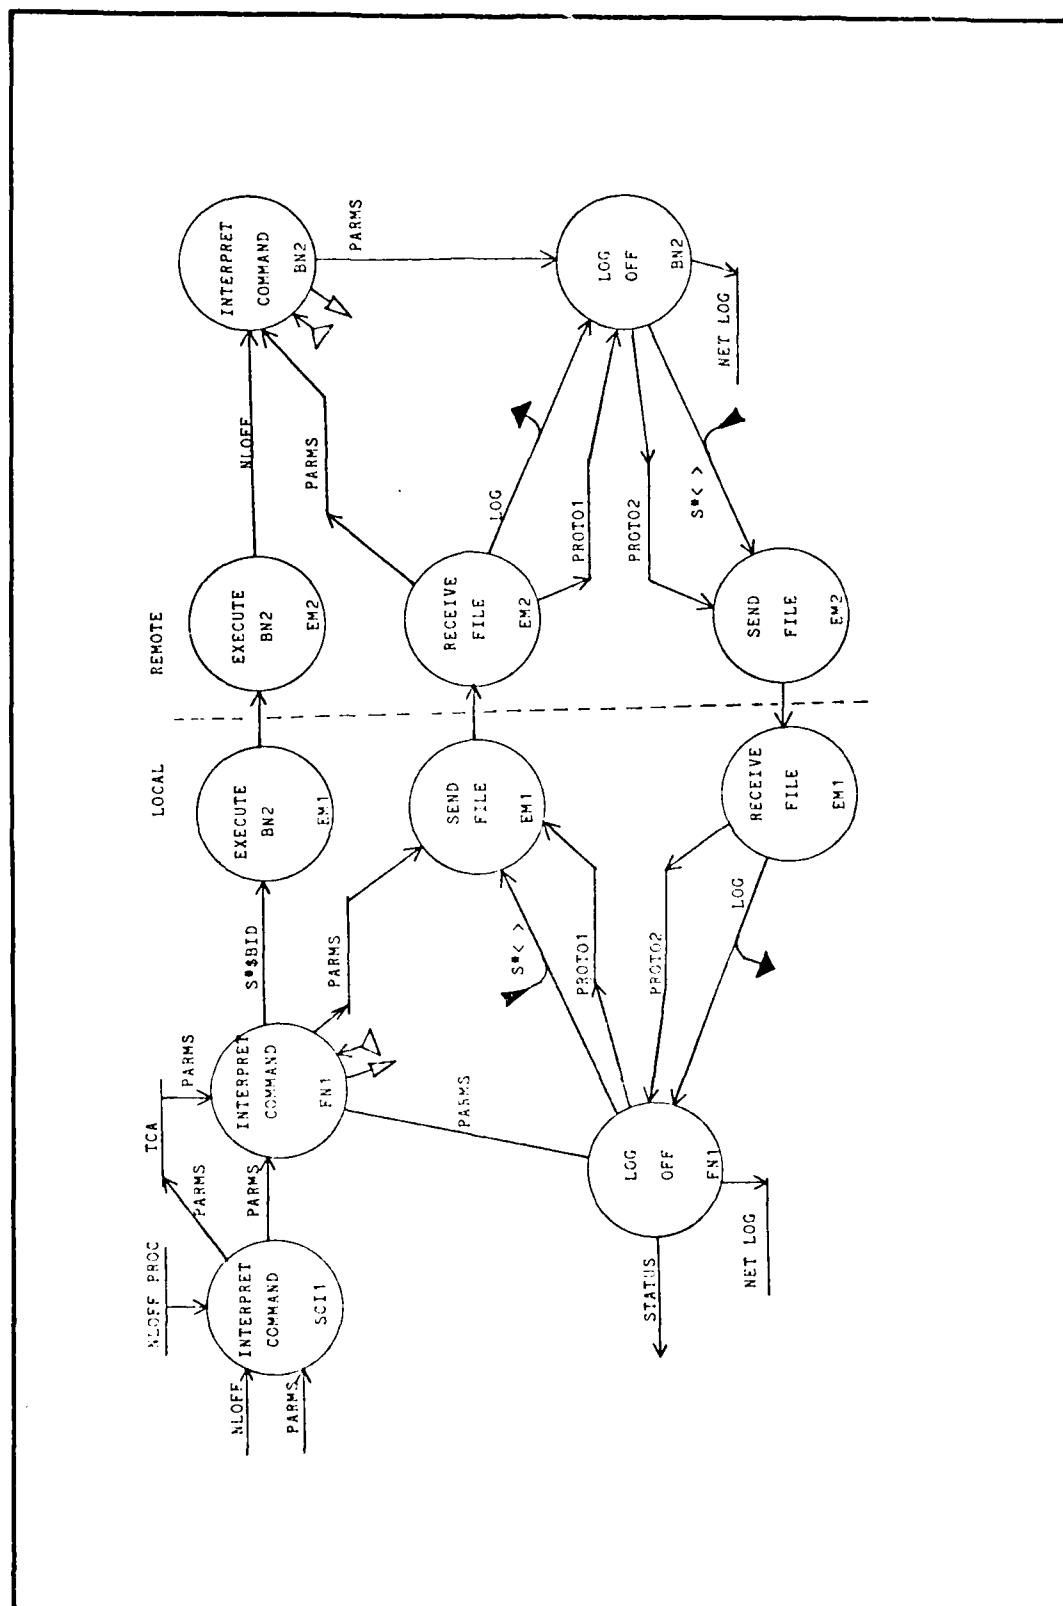 LOCAL
REMOTE
NLOFF PROC
TCA
PARMS
PARMS
NLOFF
PARMS
INTERPRET
COMMAND
SCI1
PARMS
INTERPRET
COMMAND
FN1
S*$BID
EXECUTE
BN2
EM1
EXECUTE
BN2
EM2
NLOFF
INTERPRET
COMMAND
BN2
PARMS
PARMS
PARMS
PARMS
SEND
FILE
EM1
RECEIVE
FILE
EM2
S*< >
PROTO1
LOG
PROTO1
LOG
OFF
FN1
STATUS
NET LOG
PROTO2
LOG
RECEIVE
FILE
EM1
SEND
FILE
EM2
PROTO2
S*< >
LOG
OFF
BN2
NET LOG